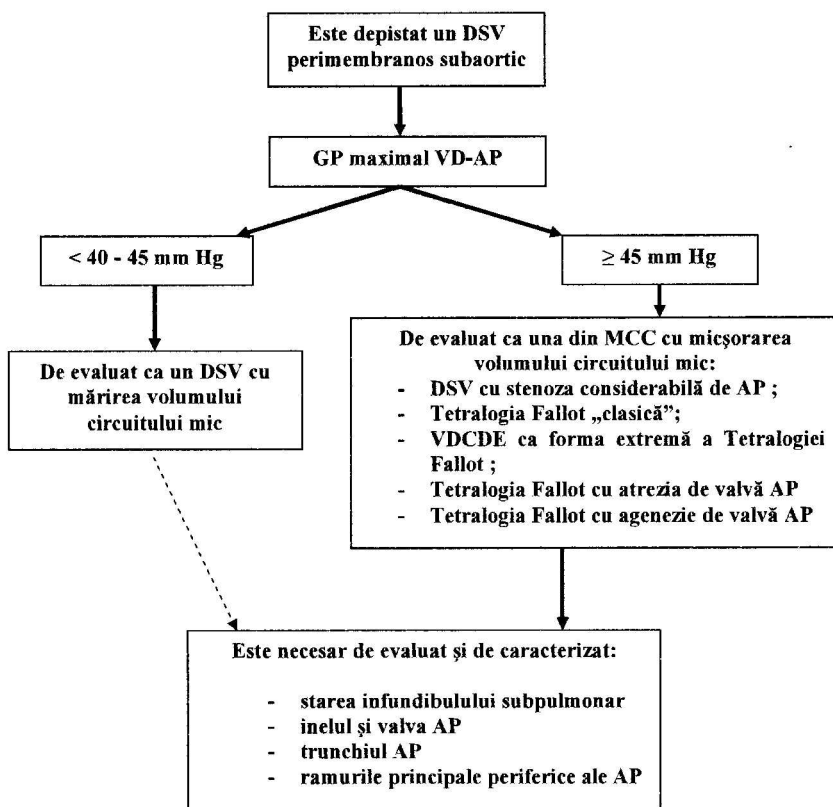 Este depistat un DSV
perimembranos subaortic
GP maximal VD-AP
< 40 - 45 mm Hg
≥ 45 mm Hg
De evaluat ca un DSV cu
mărirea volumului
circuitului mic
De evaluat ca una din MCC cu micşorarea
volumului circuitului mic:
- DSV cu stenoza considerabilă de AP ;
- Tetralogia Fallot „clasică”;
- VDCDE ca forma extremă a Tetralogiei
Fallot ;
- Tetralogia Fallot cu atrezia de valvă AP
- Tetralogia Fallot cu agenezie de valvă AP
Este necesar de evaluat şi de caracterizat:
- starea infundibulului subpulmonar
- inelul şi valva AP
- trunchiul AP
- ramurile principale periferice ale AP